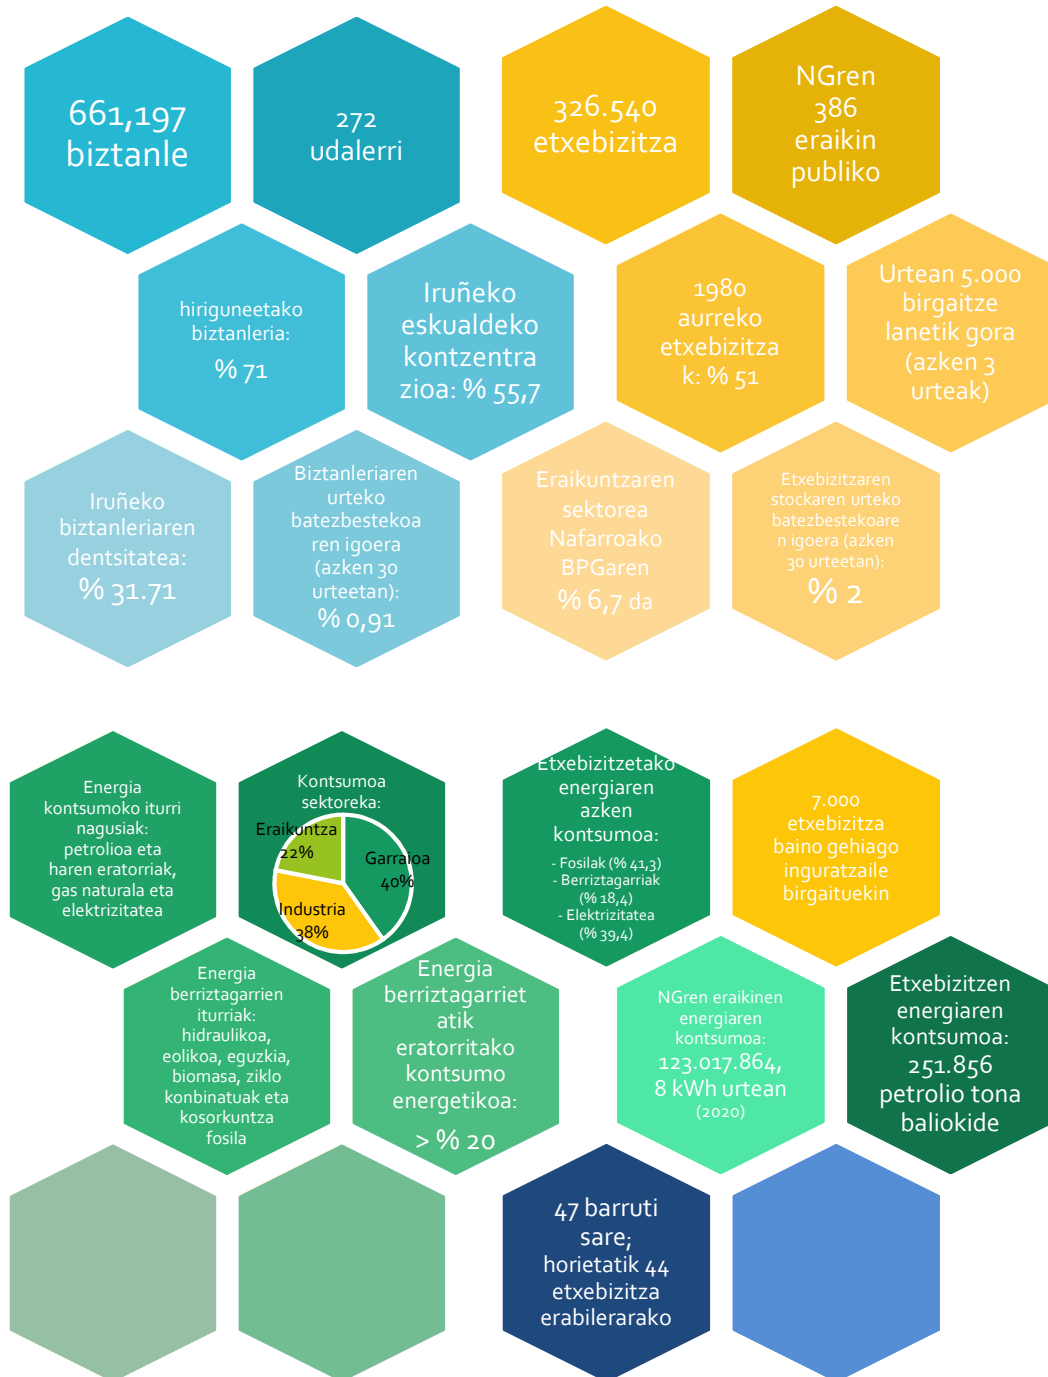 661,197
biztanle
272
udalerri
326.540
etxebizitza
NGren
386
eraikin
publiko
hiriguneetako
biztanleria:
% 71
Iruñeko
eskualdeko
kontzentra
zioa: % 55,7
1980
aurreko
etxebizitza
k: % 51
Urtean 5.000
birgaitze
lanetik gora
(azken 3
urteak)
Iruñeko
biztanleriaren
dentsitatea:
% 31.71
Biztanleriaren
urteko
batezbestekoa
ren igoera
(azken 30
urteetan):
% 0,91
Eraikuntzaren
sektorea
Nafarroako
BPGaren
% 6,7 da
Etxebizitzaren
stockaren urteko
batezbestekoare
n igoera (azken
30 urteetan):
% 2
Energia
kontsumoko iturri
nagusiak:
petrolioa eta
haren eratorriak,
gas naturala eta
elektrizitatea
Kontsumoa
sektoreka:
Eraikuntza
22%
Garraioa
40%
Industria
38%
Etxebizitzetako
energiaren
azken
kontsumoa:
- Fosilak (% 41,3)
- Berriztagarriak
(% 18,4)
- Elektrizitatea
(% 39,4)
7.000
etxebizitza
baino gehiago
inguratzaile
birgaituekin
Energia
berriztagarrien
iturriak:
hidraulikoa,
eolikoa, eguzkia,
biomasa, ziklo
konbinatuak eta
kosorkuntza
fosila
Energia
berriztagarriet
atik
eratorritako
kontsumo
energetikoa:
> % 20
NGren eraikinen
energiaren
kontsumoa:
123.017.864,
8 kWh urtean
(2020)
Etxebizitzen
energiaren
kontsumoa:
251.856
petrolio tona
baliokide
47 barruti
sare;
horietatik 44
etxebizitza
erabilerarako